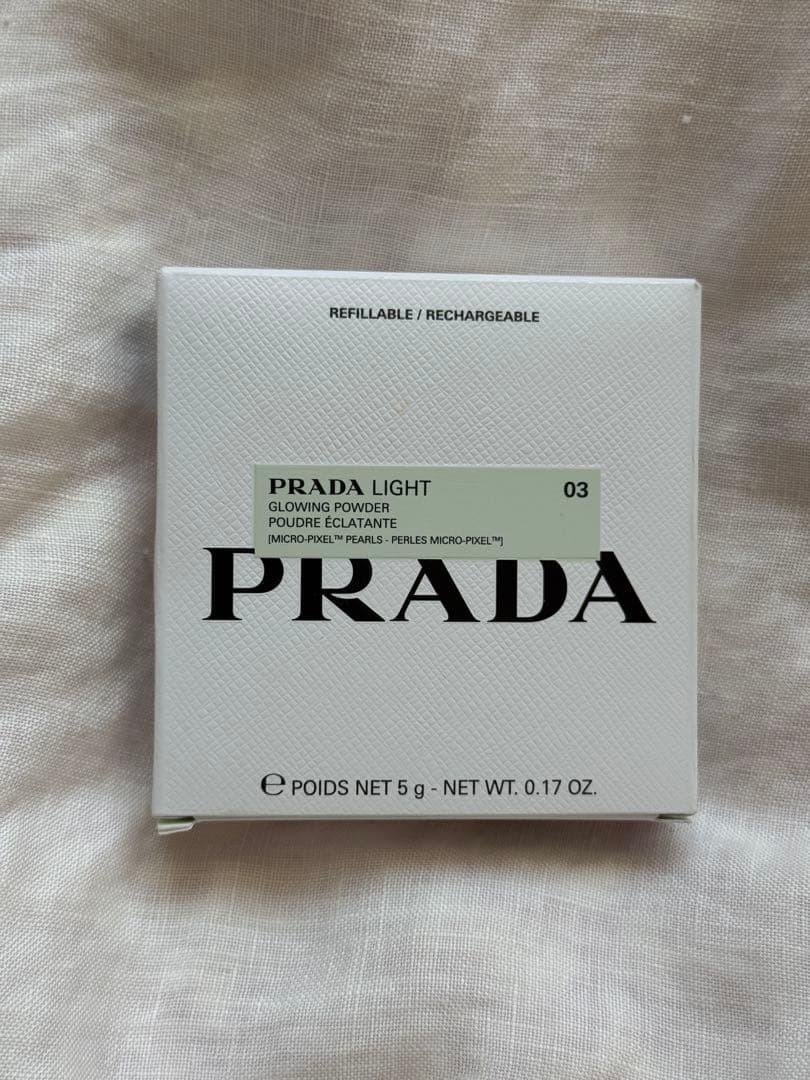 REFILLABLE / RECHARGEABLE
PRADA LIGHT 03
GLOWING POWDER
POUDRE ÉCLATANTE
[MICRO-PIXEL™ PEARLS - PERLES MICRO-PIXEL™]
PRADA
℮ POIDS NET 5 g - NET WT. 0.17 OZ.